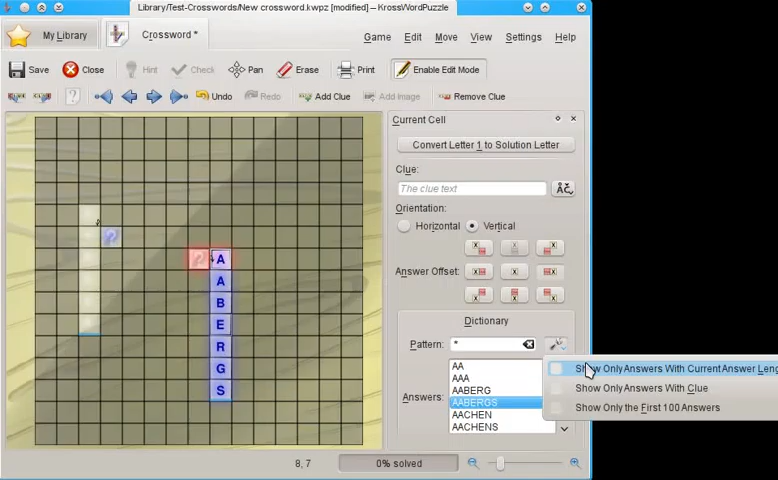 Library/Test-Crosswords/New crossword.kwpz [modified] – KrossWordPuzzle
My Library
Crossword *
Game Edit Move View Settings Help
Save Close Hint Check Pan Erase Print Enable Edit Mode
Undo Redo Add Clue Add Image Remove Clue
Current Cell
Convert Letter 1 to Solution Letter
Clue:
The clue text
Orientation:
Horizontal Vertical
Answer Offset:
Dictionary
Pattern: *
Answers:
AA
AAA
AABERG
AABERGS
AACHEN
AACHENS
Show Only Answers With Current Answer Leng
Show Only Answers With Clue
Show Only the First 100 Answers
? A
A
B
E
R
G
S
?
8, 7
0% solved